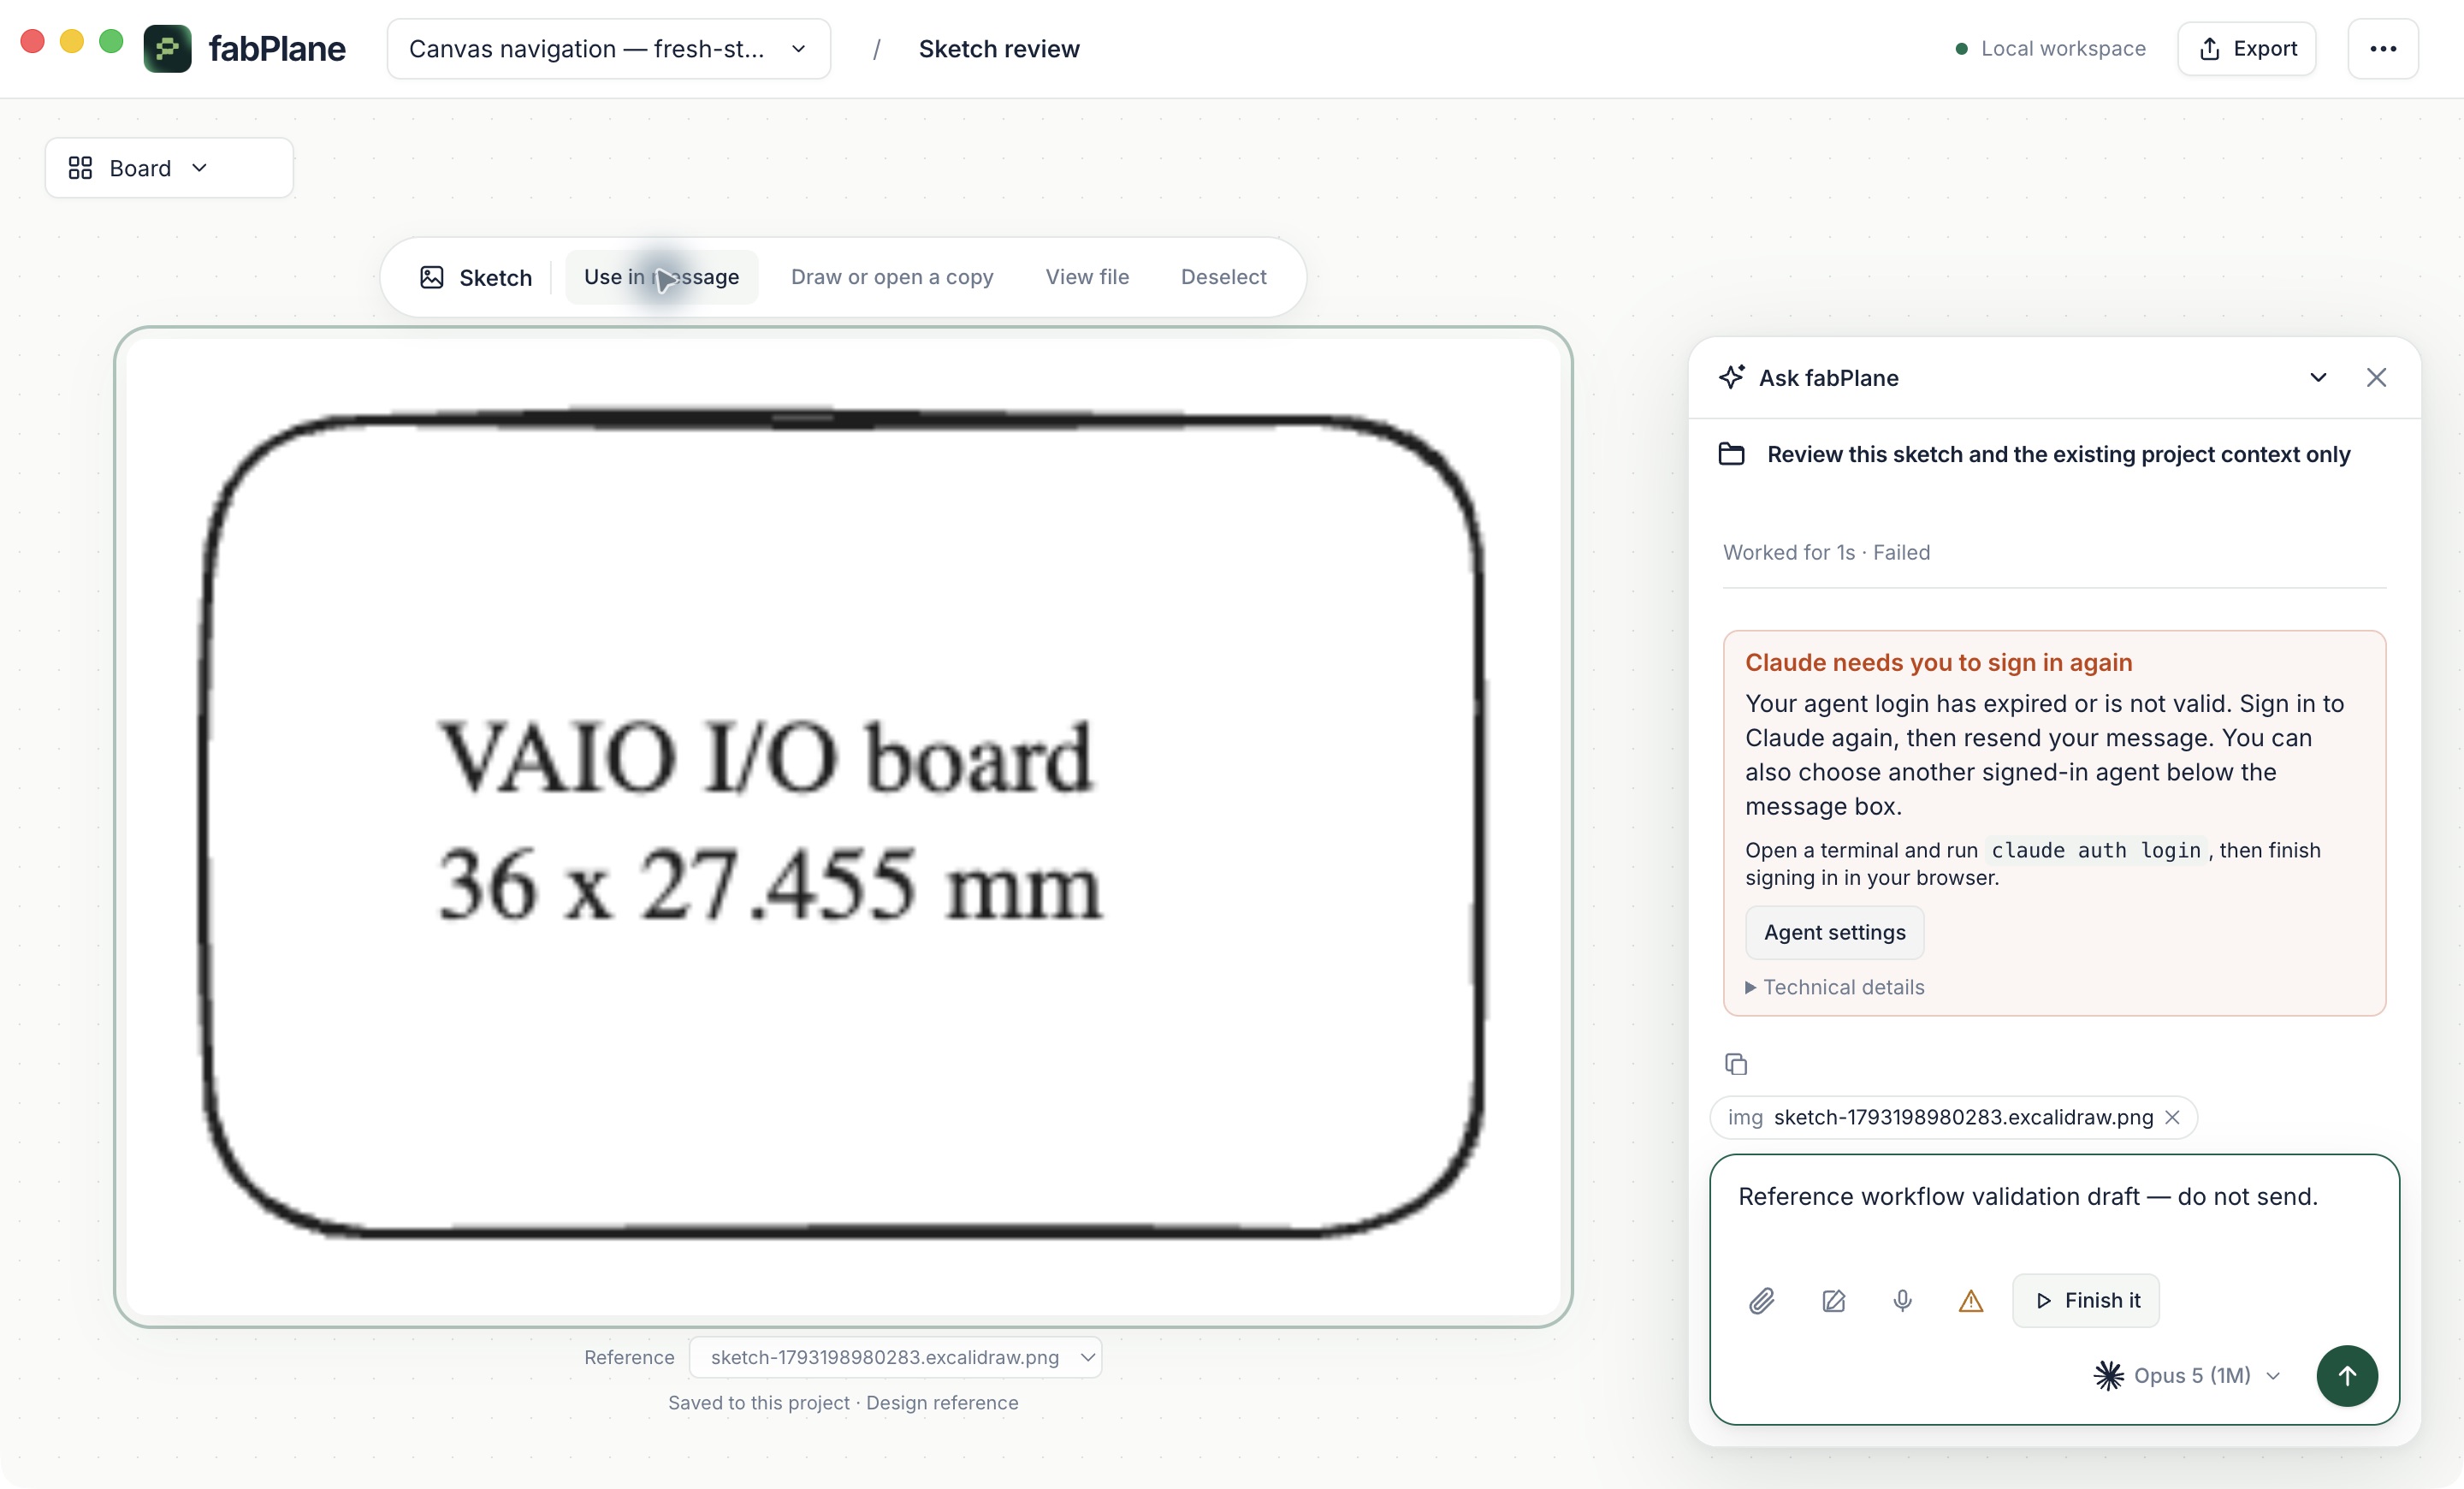 fabPlane
Canvas navigation — fresh-st...
/
Sketch review
Local workspace
Export
Board
Sketch
Use in message
Draw or open a copy
View file
Deselect
VAIO I/O board
36 x 27.455 mm
Reference
sketch-1793198980283.excalidraw.png
Saved to this project · Design reference
Ask fabPlane
Review this sketch and the existing project context only
Worked for 1s · Failed
Claude needs you to sign in again
Your agent login has expired or is not valid. Sign in to
Claude again, then resend your message. You can
also choose another signed-in agent below the
message box.
Open a terminal and run claude auth login, then finish
signing in in your browser.
Agent settings
Technical details
img sketch-1793198980283.excalidraw.png
Reference workflow validation draft — do not send.
Finish it
Opus 5 (1M)